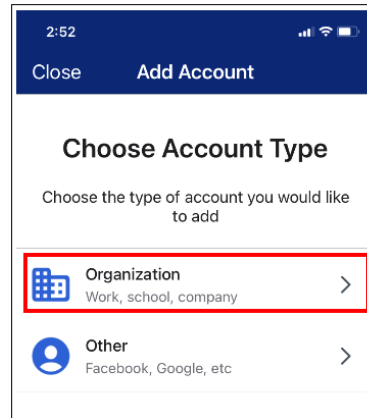 2:52
Close Add Account
Choose Account Type
Choose the type of account you would like
to add
Organization
Work, school, company
Other
Facebook, Google, etc